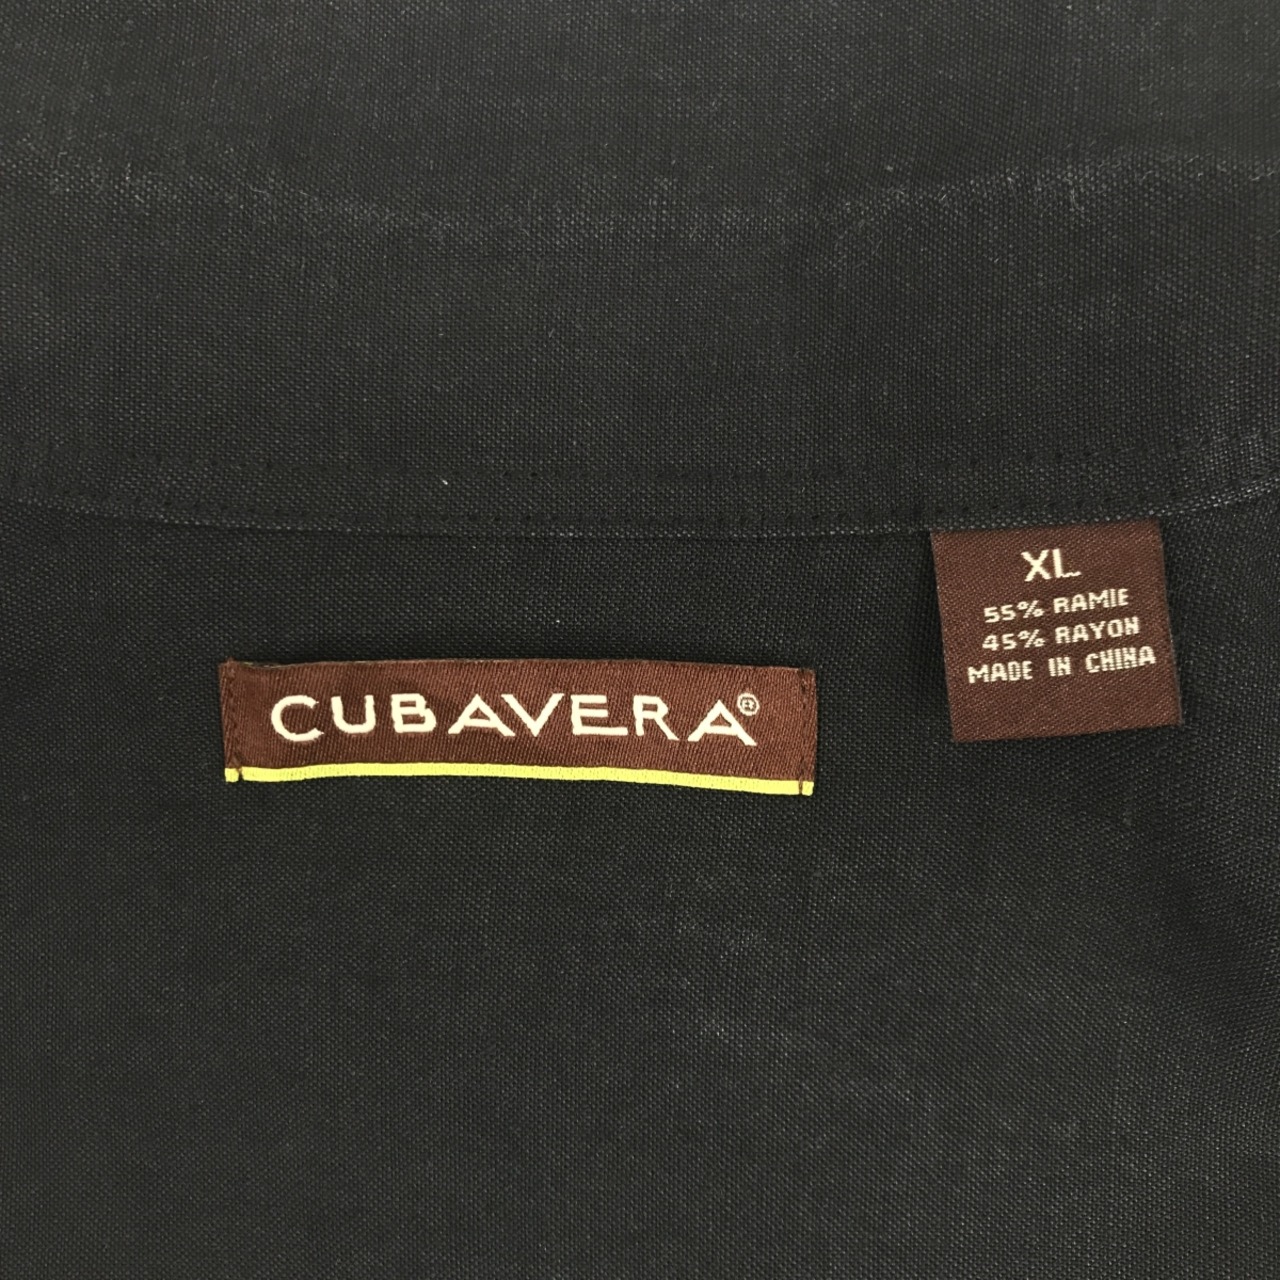 CUBAVERA®
XL
55% RAMIE
45% RAYON
MADE IN CHINA